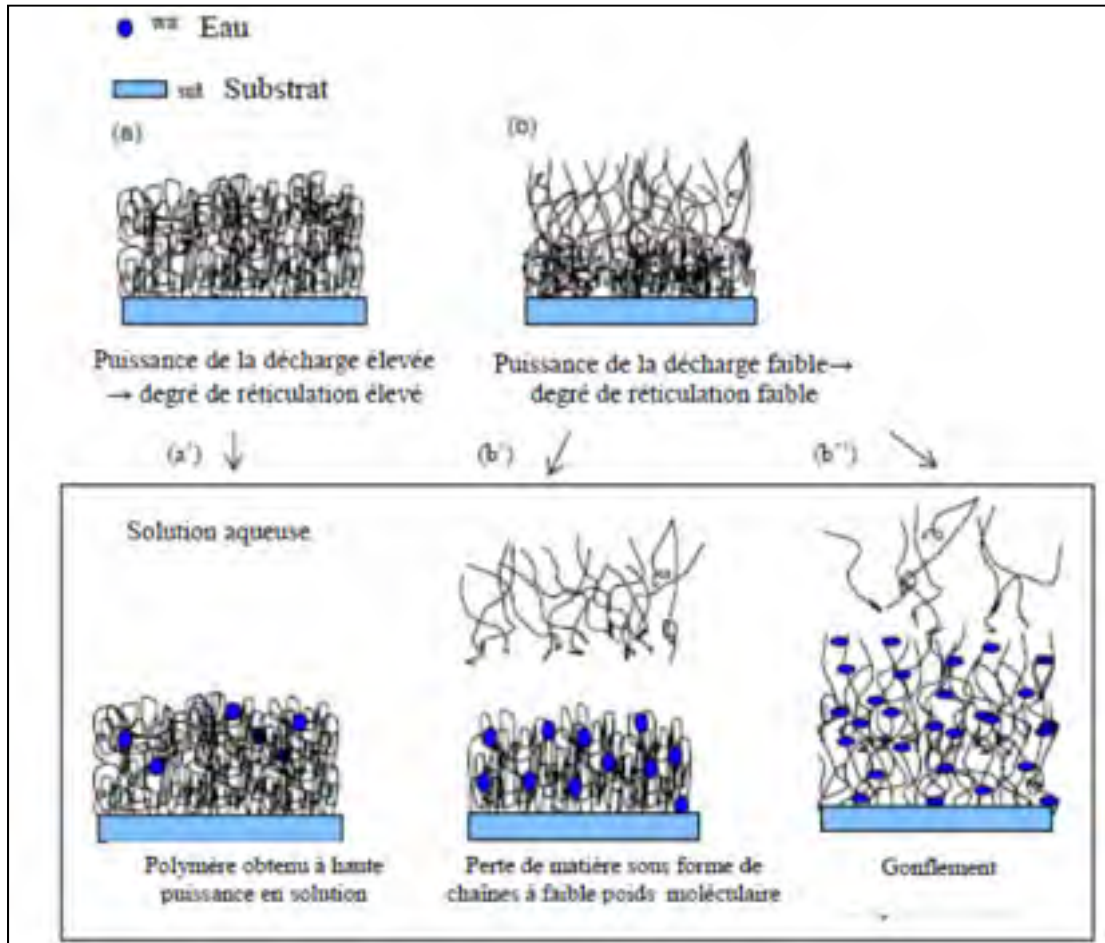 Eau
Substrat
(a)
Puissance de la décharge élevée
→ degré de réticulation élevé
Puissance de la décharge faible→
degré de réticulation faible
(a')
(b')
(b'')
Solution aqueuse
Polymère obtenu à haute
puissance en solution
Perte de matière sous forme de
chaînes à faible poids moléculaire
Gonflement